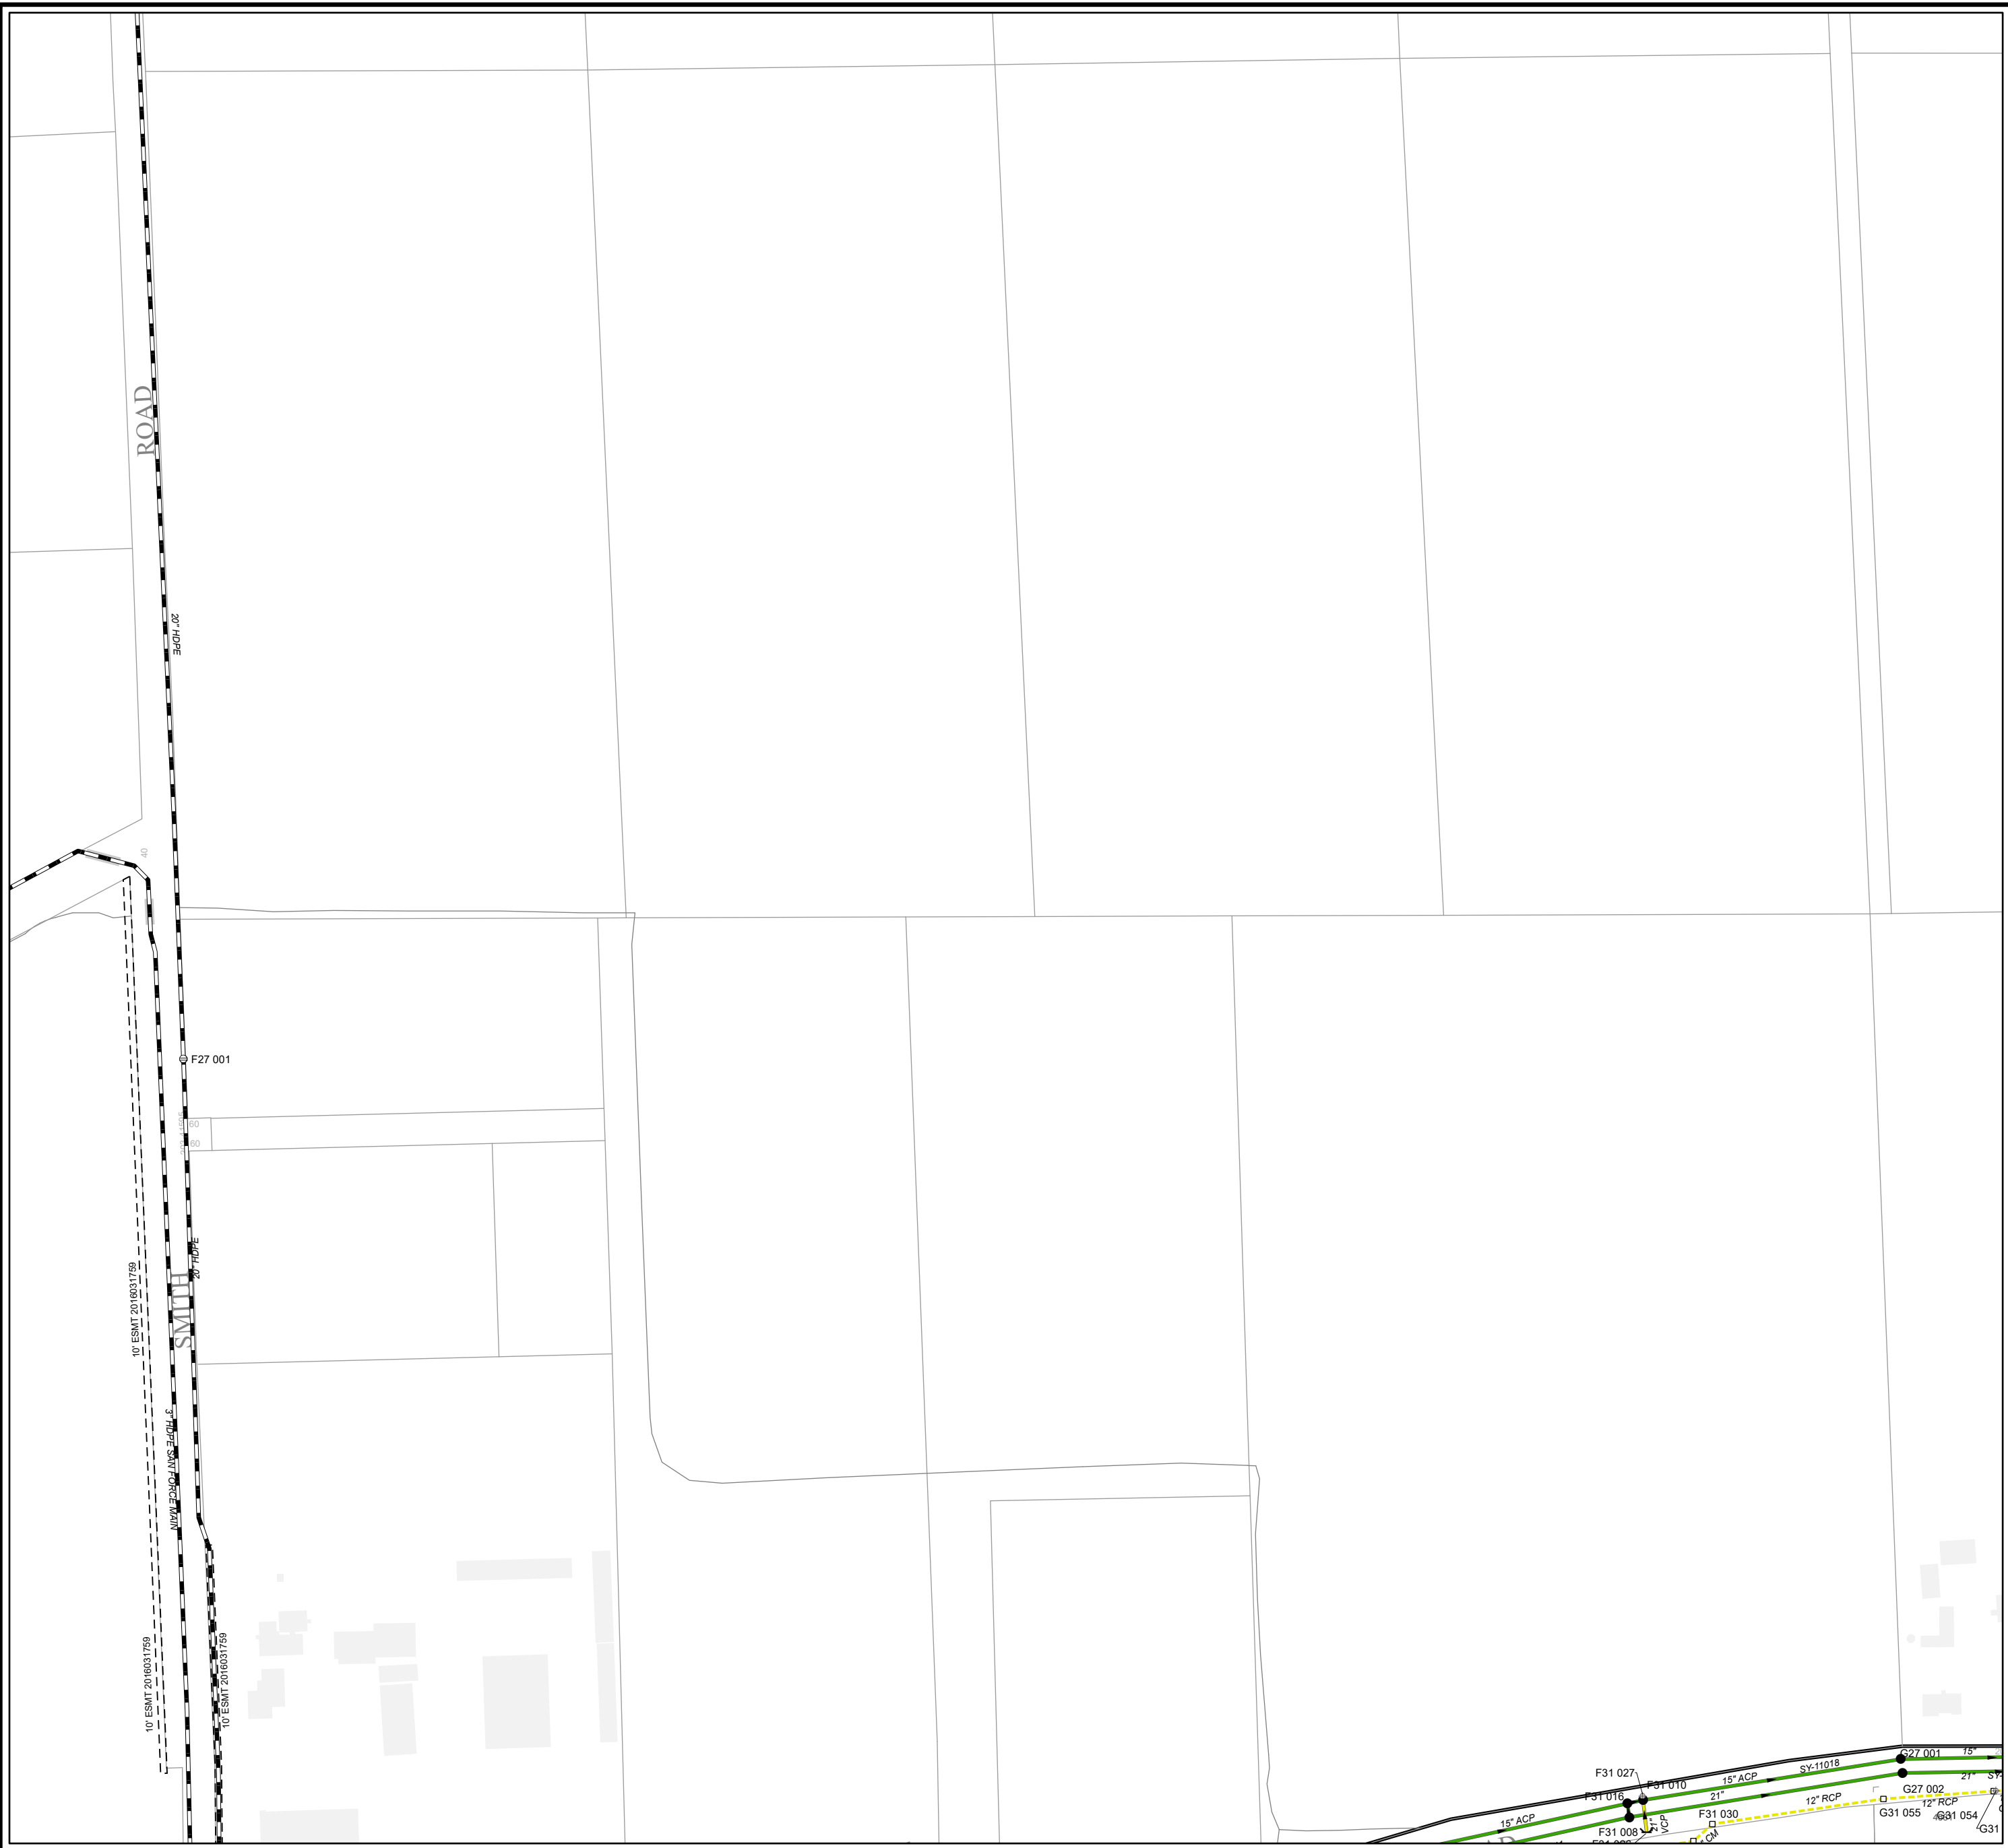 ROAD
20" HDPE
40
F27 001
60
60
20" HDPE
SMITH
10' ESMT 2016031759
3" HDPE SAN FORCE MAIN
10' ESMT 2016031759
10' ESMT 2016031759
G27 001
15"
SY-11018
F31 027
15" ACP
F31 010
21"
G27 002
F31 016
21"
12" RCP
12" RCP
G31 055
G31 054
F31 030
15" ACP
G31
F31 008
21"
VCP
CM